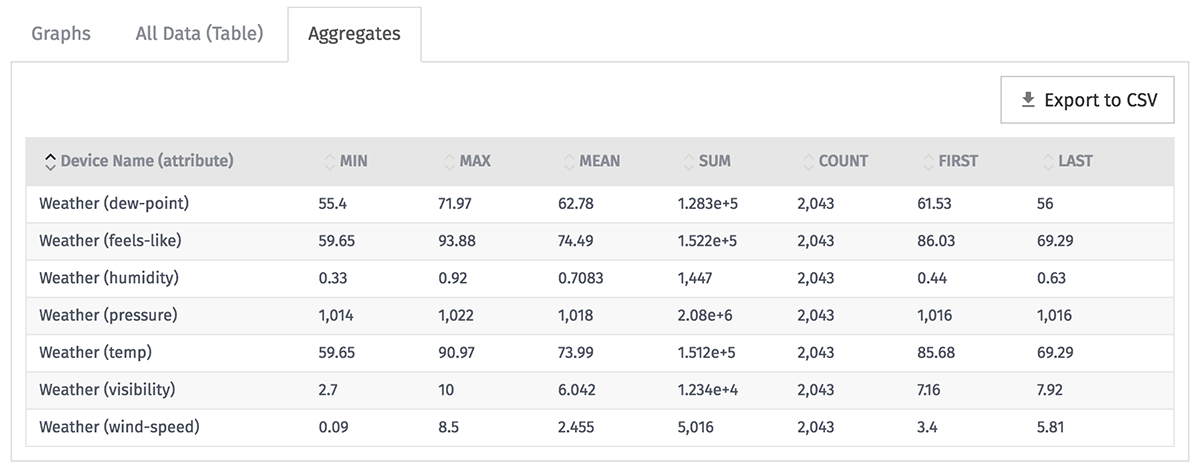 Graphs All Data (Table) Aggregates
Export to CSV
Device Name (attribute) MIN MAX MEAN SUM COUNT FIRST LAST
Weather (dew-point) 55.4 71.97 62.78 1.283e+5 2,043 61.53 56
Weather (feels-like) 59.65 93.88 74.49 1.522e+5 2,043 86.03 69.29
Weather (humidity) 0.33 0.92 0.7083 1,447 2,043 0.44 0.63
Weather (pressure) 1,014 1,022 1,018 2.08e+6 2,043 1,016 1,016
Weather (temp) 59.65 90.97 73.99 1.512e+5 2,043 85.68 69.29
Weather (visibility) 2.7 10 6.042 1.234e+4 2,043 7.16 7.92
Weather (wind-speed) 0.09 8.5 2.455 5,016 2,043 3.4 5.81